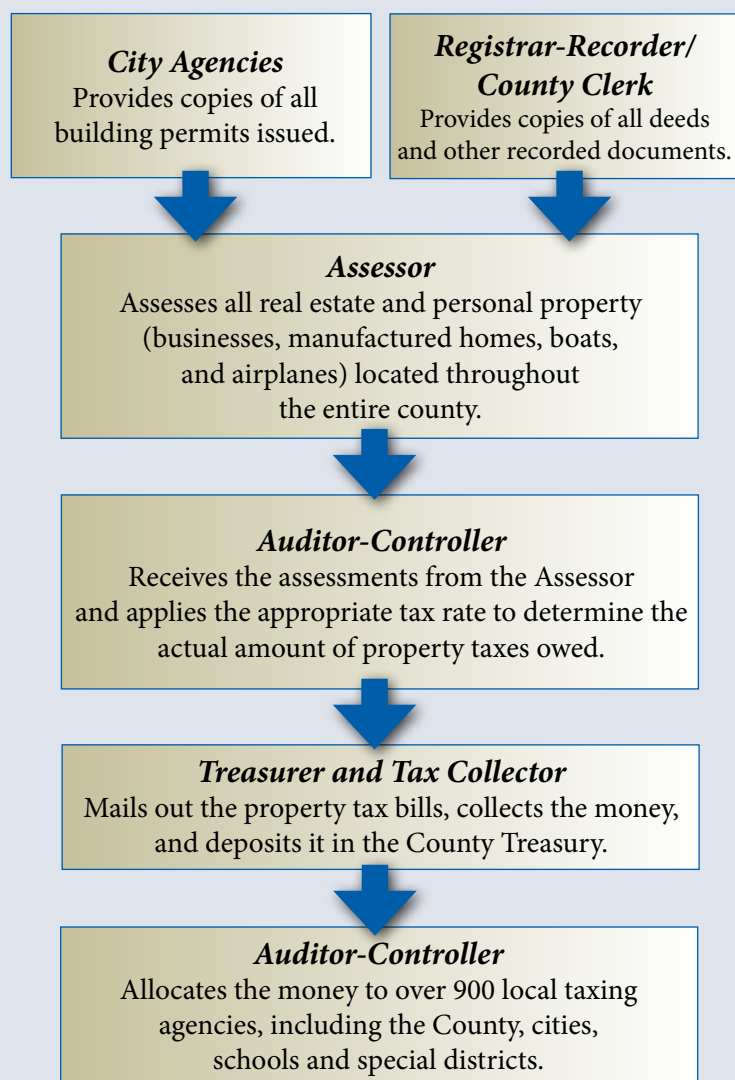 City Agencies
Provides copies of all
building permits issued.
Registrar-Recorder/
County Clerk
Provides copies of all deeds
and other recorded documents.
Assessor
Assesses all real estate and personal property
(businesses, manufactured homes, boats,
and airplanes) located throughout
the entire county.
Auditor-Controller
Receives the assessments from the Assessor
and applies the appropriate tax rate to determine the
actual amount of property taxes owed.
Treasurer and Tax Collector
Mails out the property tax bills, collects the money,
and deposits it in the County Treasury.
Auditor-Controller
Allocates the money to over 900 local taxing
agencies, including the County, cities,
schools and special districts.